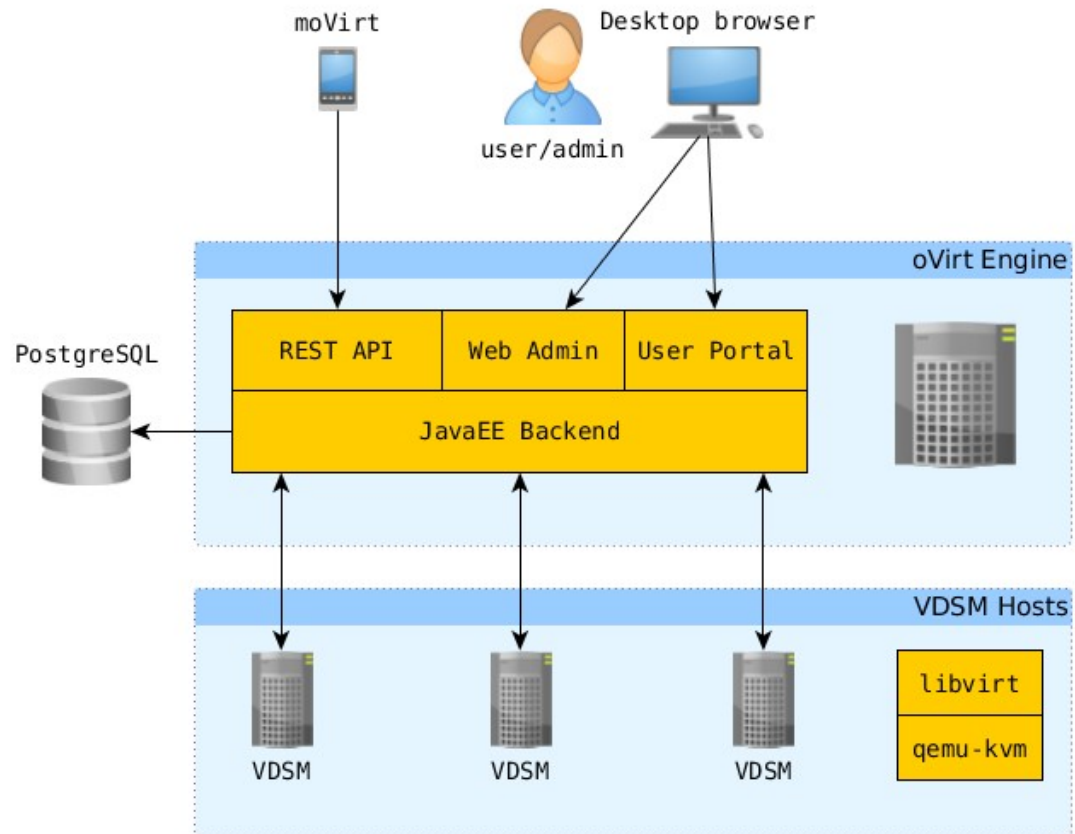 moVirt
Desktop browser
user/admin
oVirt Engine
REST API
Web Admin
User Portal
PostgreSQL
JavaEE Backend
VDSM Hosts
libvirt
qemu-kvm
VDSM
VDSM
VDSM